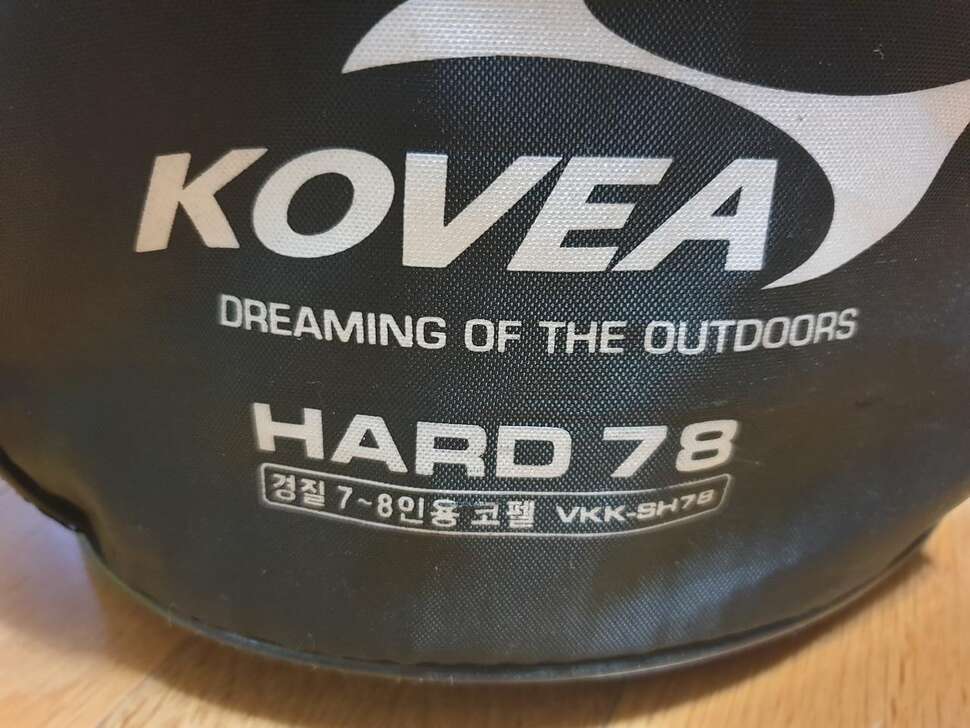 KOVEA
DREAMING OF THE OUTDOORS
HARD 78
경질 7~8인용 코펠 VKK-SH78